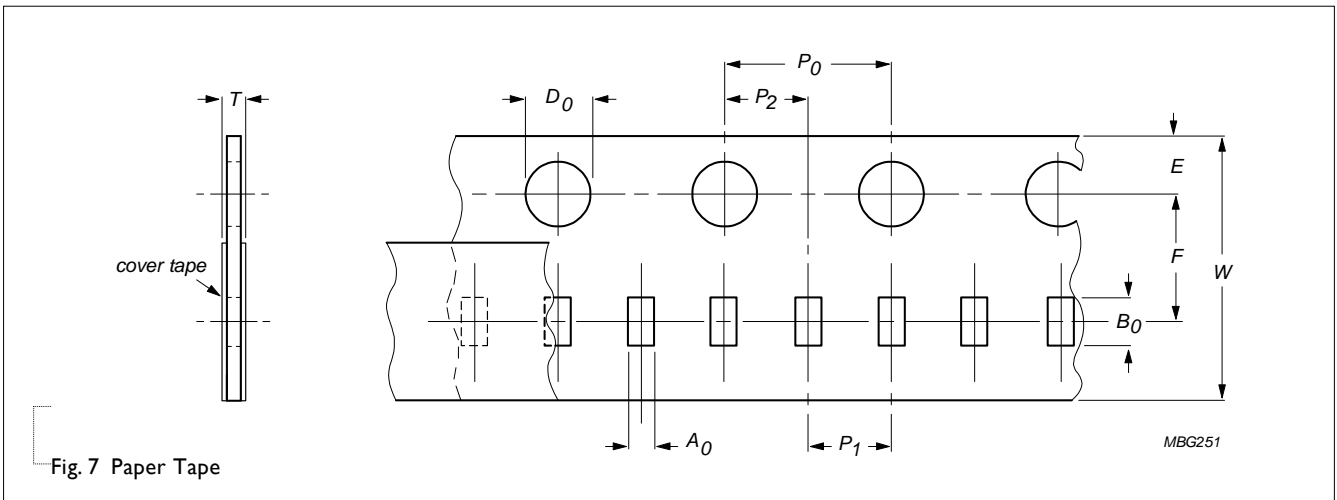 P0
P2
D0
T
E
F
W
cover tape
B0
A0
P1
MBG251
Fig. 7 Paper Tape